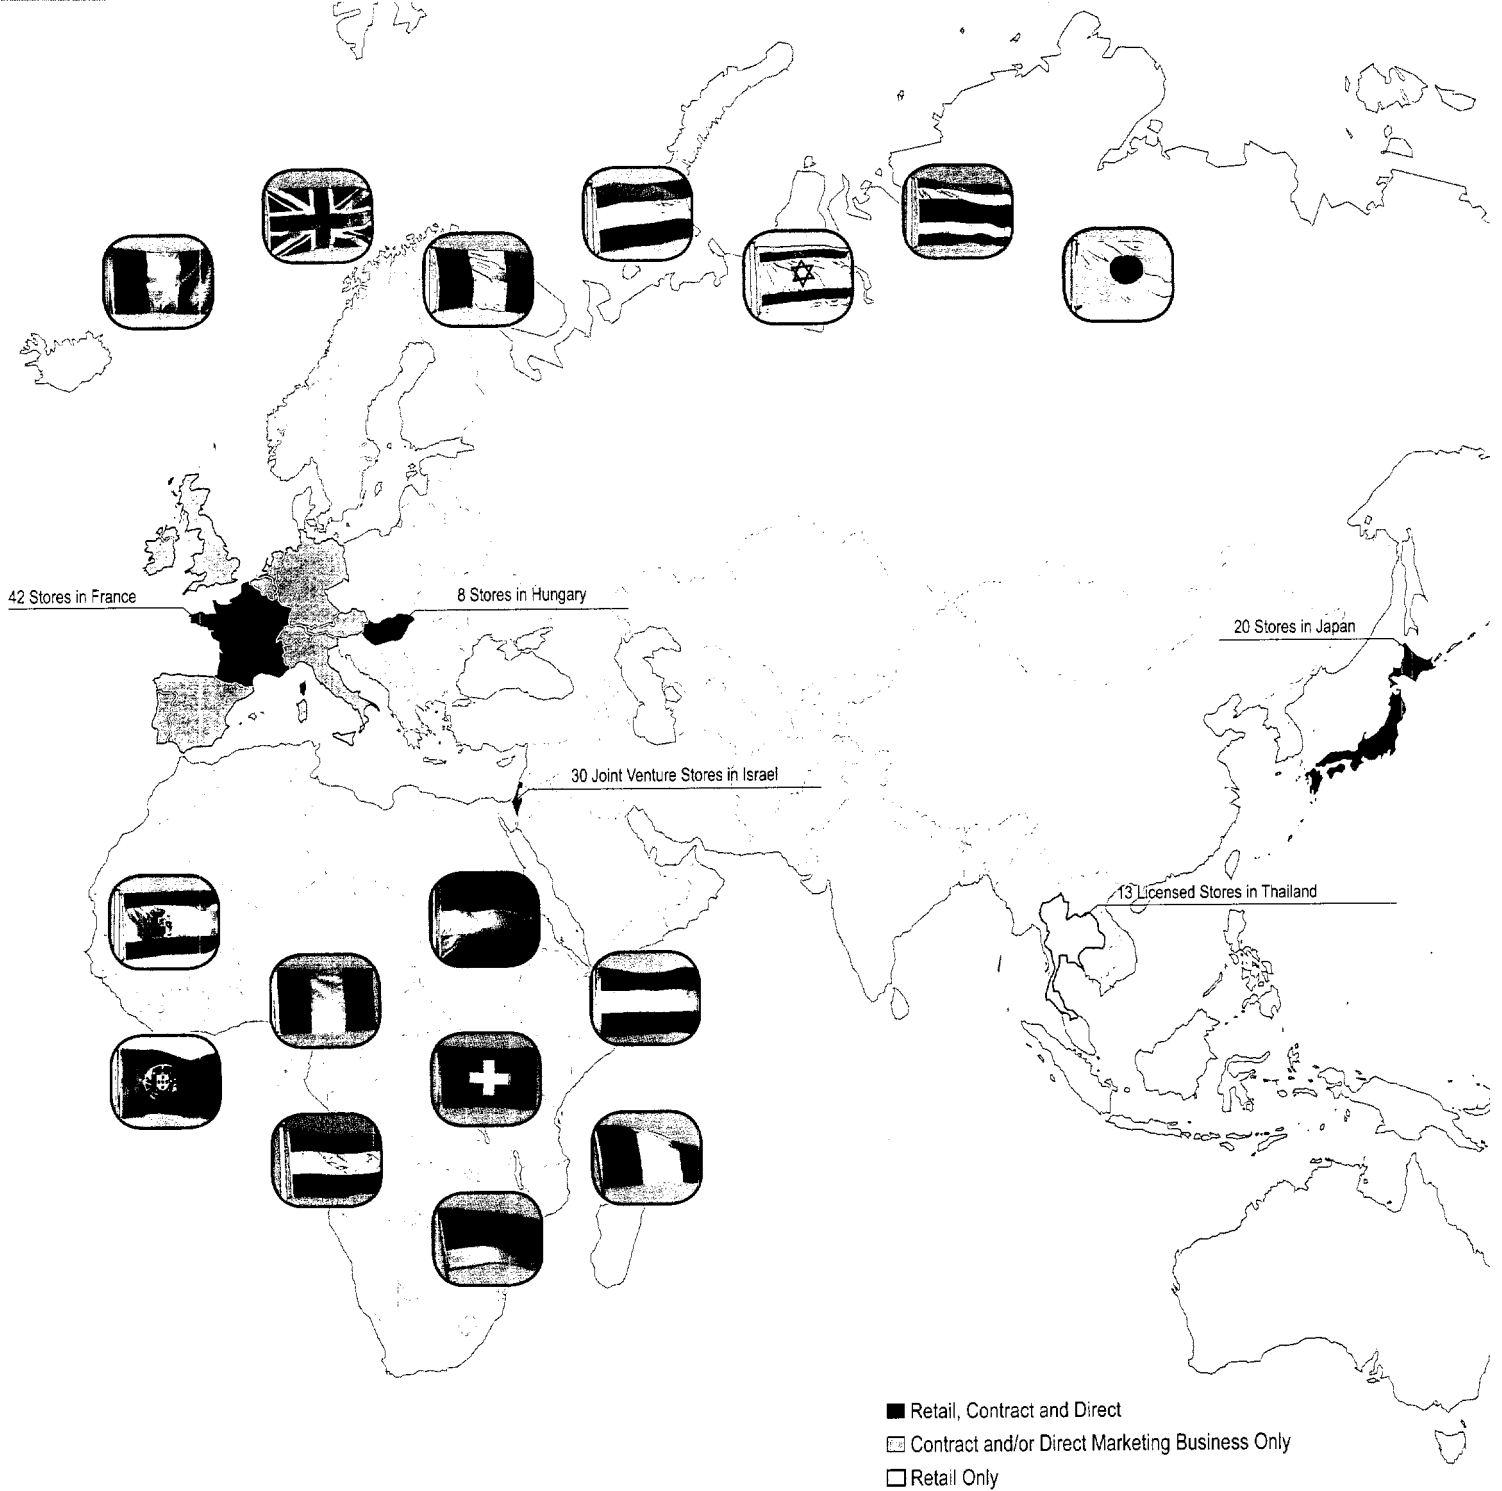 42 Stores in France
8 Stores in Hungary
20 Stores in Japan
30 Joint Venture Stores in Israel
13 Licensed Stores in Thailand
Retail, Contract and Direct
Contract and/or Direct Marketing Business Only
Retail Only